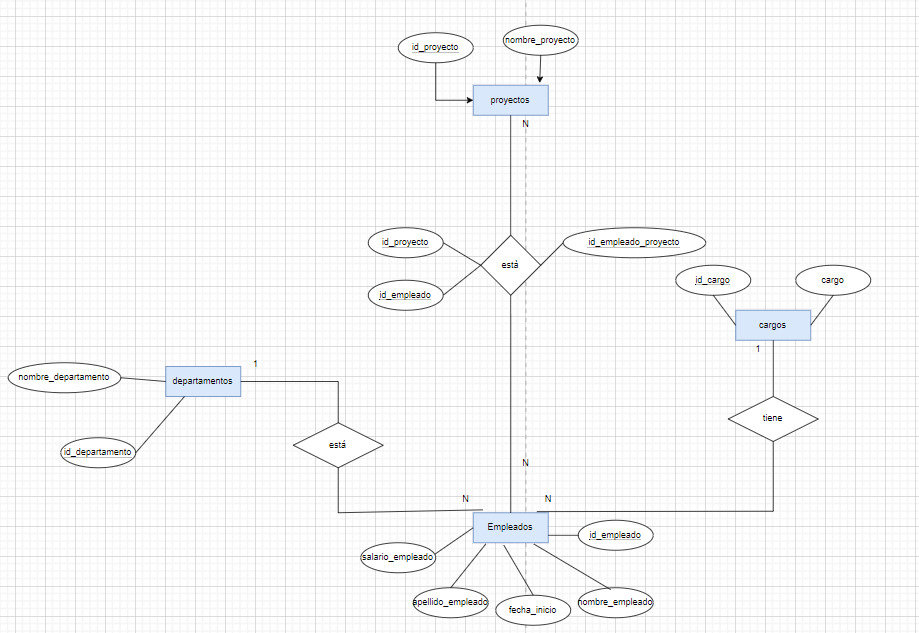 id_proyecto
nombre_proyecto
proyectos
N
id_proyecto
id_empleado_proyecto
está
id_empleado
id_cargo
cargo
cargos
1
1
nombre_departamento
departamentos
tiene
está
id_departamento
N
N
N
Empleados
id_empleado
salario_empleado
apellido_empleado
fecha_inicio
nombre_empleado